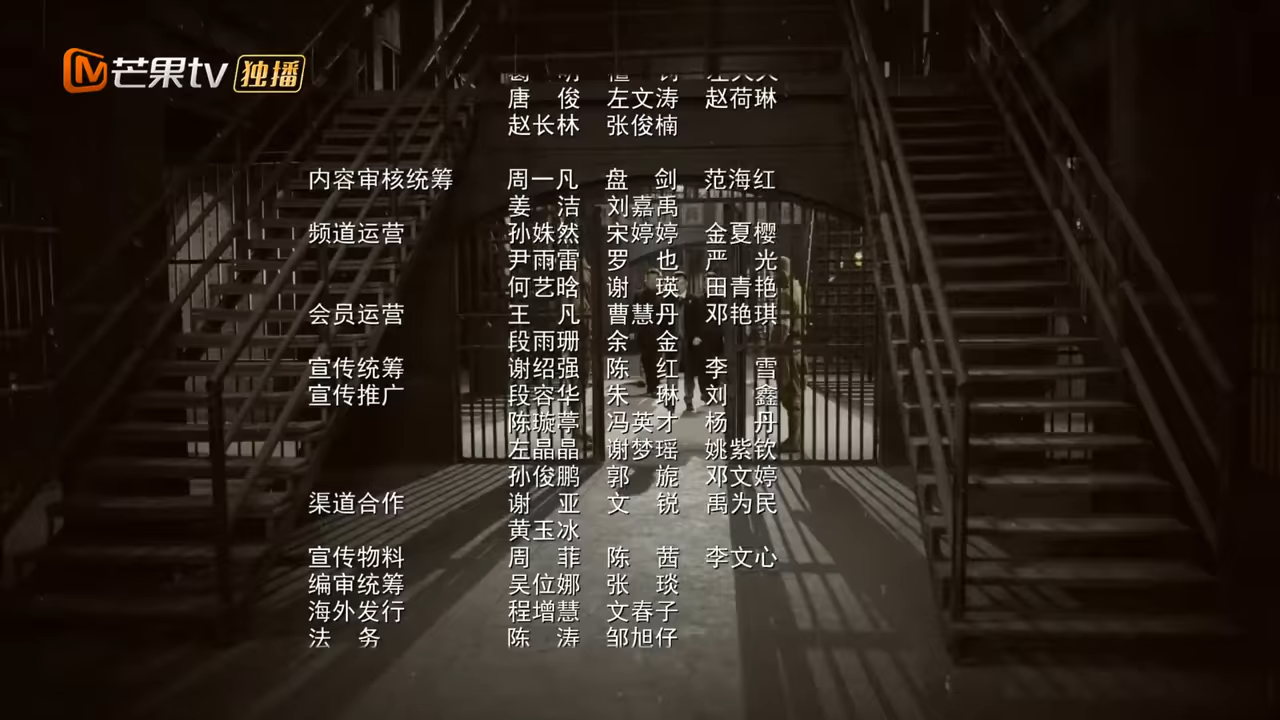 芒果tv 独播
唐 俊 左文涛 赵荷琳
赵长林 张俊楠
内容审核统筹 周一凡 盘 剑 范海红
姜 洁 刘嘉禹
频道运营 孙姝然 宋婷婷 金夏樱
尹雨雷 罗 也 严 光
何艺晗 谢 瑛 田青艳
会员运营 王 凡 曹慧丹 邓艳琪
段雨珊 余 金
宣传统筹 谢绍强 陈 红 李 雪
宣传推广 段容华 朱 琳 刘 鑫
陈璇葶 冯英才 杨 丹
左晶晶 谢梦瑶 姚紫钦
孙俊鹏 郭 旎 邓文婷
渠道合作 谢 亚 文 锐 禹为民
黄玉冰
宣传物料 周 菲 陈 茜 李文心
编审统筹 吴位娜 张 琰
海外发行 程增慧 文春子
法 务 陈 涛 邹旭仔